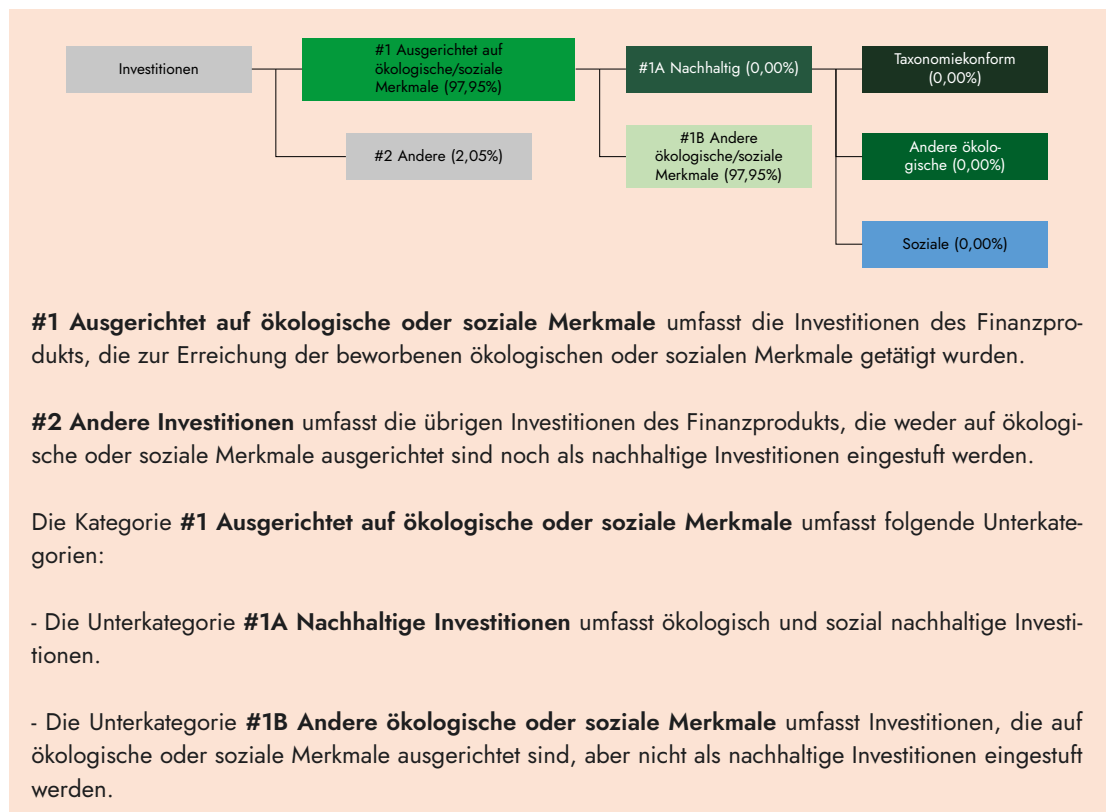 Investitionen
#1 Ausgerichtet auf
ökologische/soziale
Merkmale (97,95%)
#2 Andere (2,05%)
#1A Nachhaltig (0,00%)
#1B Andere
ökologische/soziale
Merkmale (97,95%)
Taxonomiekonform
(0,00%)
Andere ökolo-
gische (0,00%)
Soziale (0,00%)
#1 Ausgerichtet auf ökologische oder soziale Merkmale umfasst die Investitionen des Finanzpro-
dukts, die zur Erreichung der beworbenen ökologischen oder sozialen Merkmale getätigt wurden.
#2 Andere Investitionen umfasst die übrigen Investitionen des Finanzprodukts, die weder auf ökologi-
sche oder soziale Merkmale ausgerichtet sind noch als nachhaltige Investitionen eingestuft werden.
Die Kategorie #1 Ausgerichtet auf ökologische oder soziale Merkmale umfasst folgende Unterkate-
gorien:
- Die Unterkategorie #1A Nachhaltige Investitionen umfasst ökologisch und sozial nachhaltige Investi-
tionen.
- Die Unterkategorie #1B Andere ökologische oder soziale Merkmale umfasst Investitionen, die auf
ökologische oder soziale Merkmale ausgerichtet sind, aber nicht als nachhaltige Investitionen eingestuft
werden.